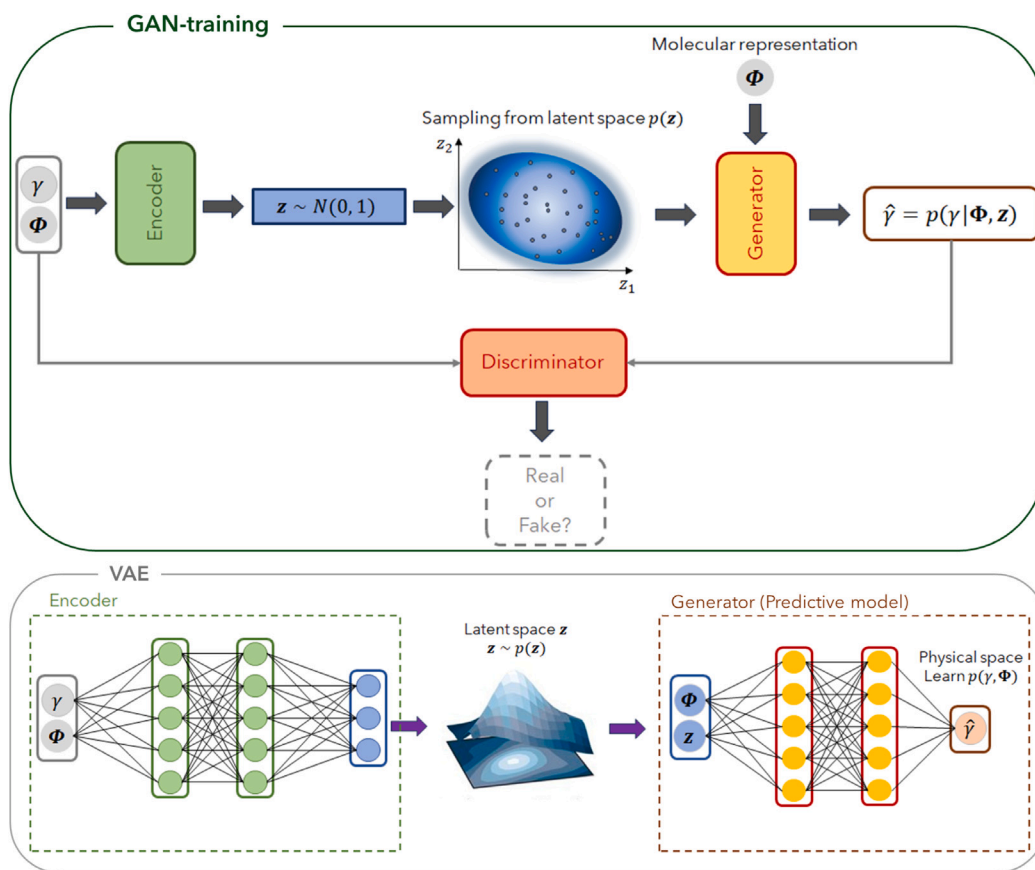 GAN-training
Molecular representation
Φ
Sampling from latent space p(z)
z₂
γ
Φ
Encoder
z ~ N(0, 1)
Generator
γ̂ = p(γ|Φ, z)
z₁
Discriminator
Real
or
Fake?
VAE
Encoder
Generator (Predictive model)
Latent space z
z ~ p(z)
Physical space
Learn p(γ, Φ)
γ
Φ
Φ
z
γ̂